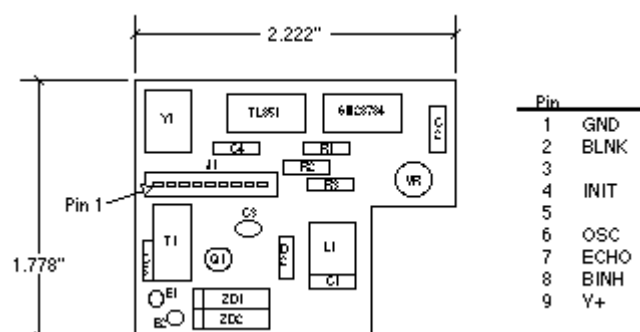 2.222"
Y1
TL851
C2
C4
R1
J1
R2
R3
VR
Pin 1
C3
T1
Q1
L1
C1
1.778"
E1
E2
ZD1
ZD2
Pin
1 GND
2 BLNK
3
4 INIT
5
6 OSC
7 ECHO
8 BINH
9 Y+